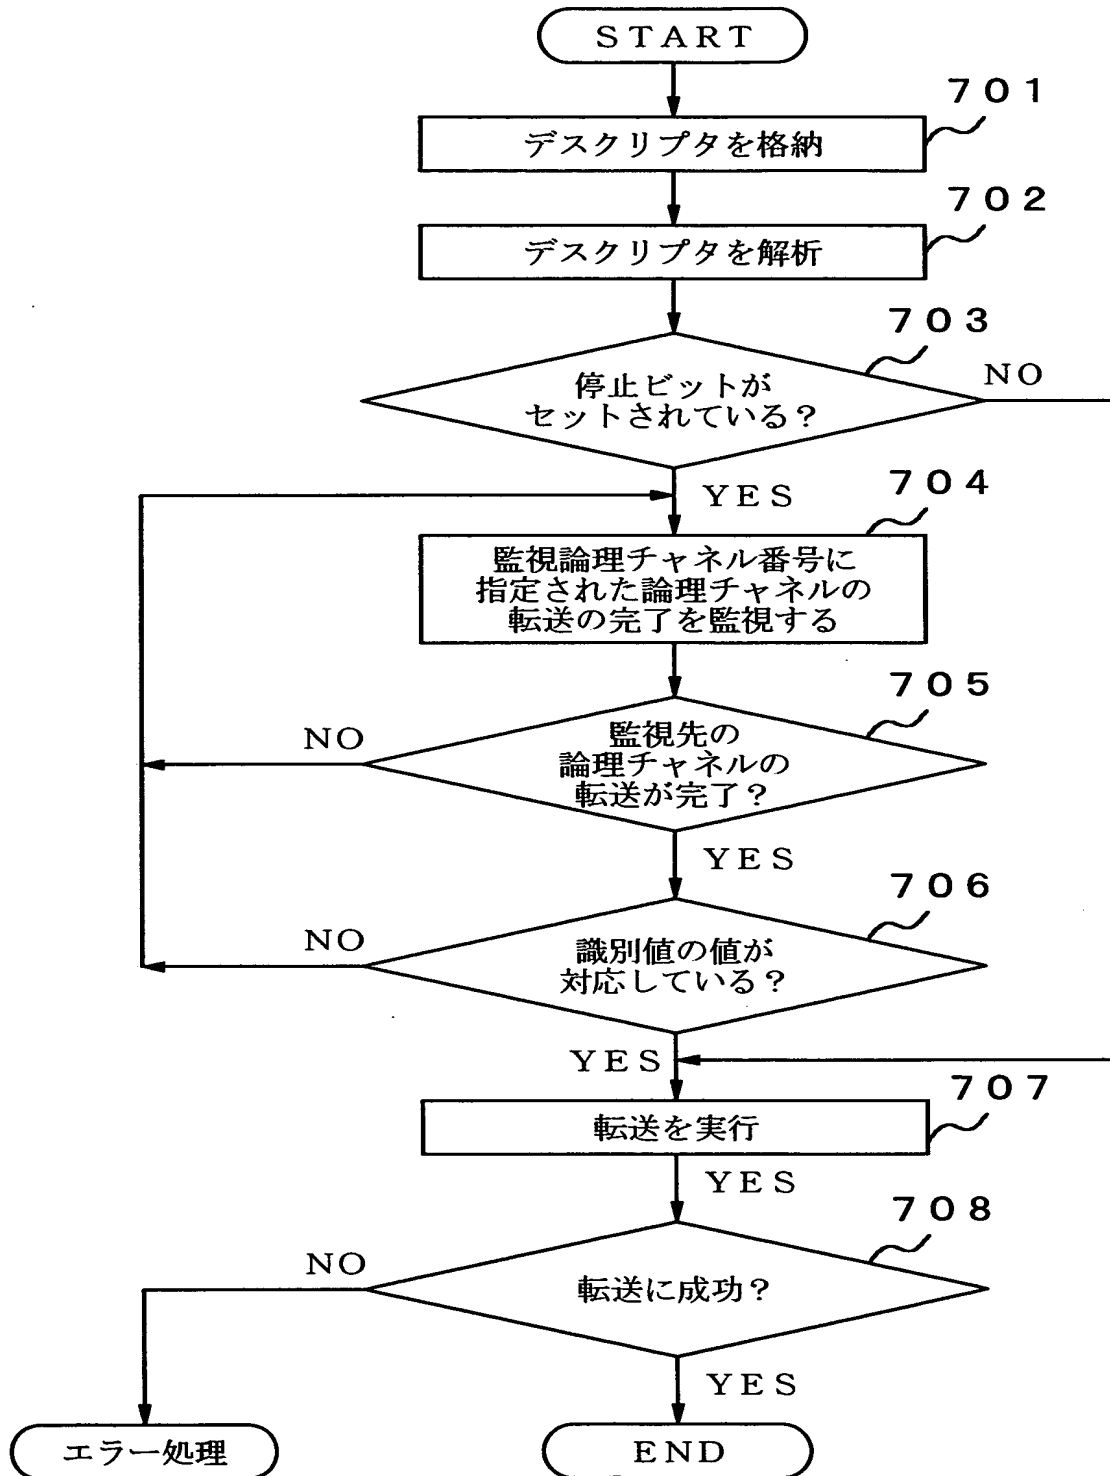 START
701
デスクリプタを格納
702
デスクリプタを解析
703
停止ビットが
セットされている？
NO
YES
704
監視論理チャネル番号に
指定された論理チャネルの
転送の完了を監視する
705
監視先の
論理チャネルの
転送が完了？
NO
YES
706
識別値の値が
対応している？
NO
YES
707
転送を実行
YES
708
転送に成功？
NO
YES
エラー処理
END